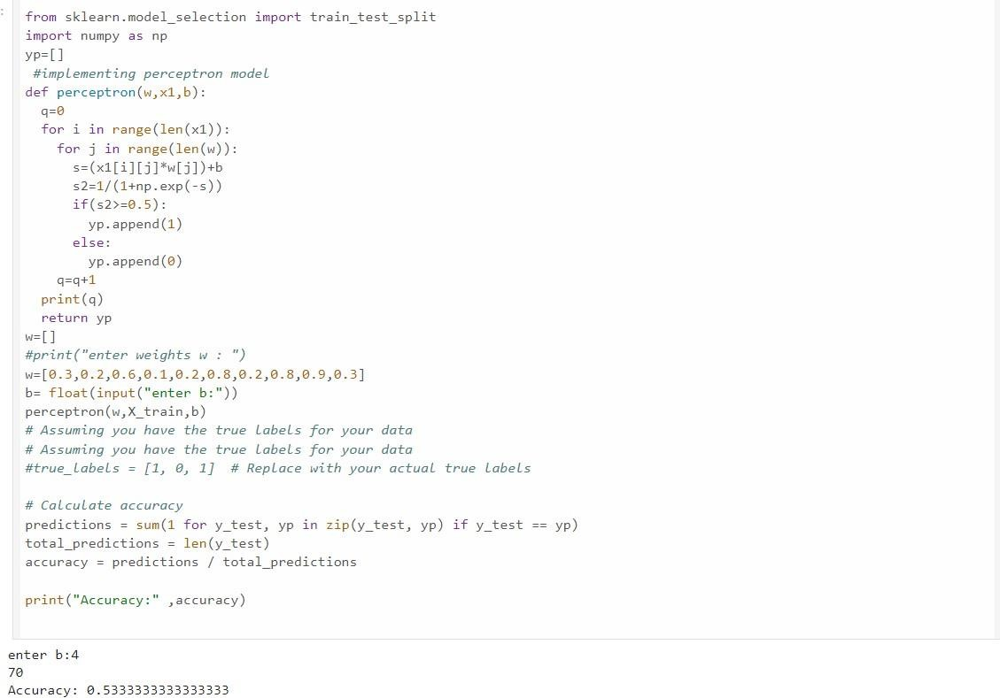 from sklearn.model_selection import train_test_split
import numpy as np
yp=[]
 #implementing perceptron model
def perceptron(w,x1,b):
  q=0
  for i in range(len(x1)):
    for j in range(len(w)):
      s=(x1[i][j]*w[j])+b
      s2=1/(1+np.exp(-s))
      if(s2>=0.5):
        yp.append(1)
      else:
        yp.append(0)
    q=q+1
  print(q)
  return yp
w=[]
#print("enter weights w : ")
w=[0.3,0.2,0.6,0.1,0.2,0.8,0.2,0.8,0.9,0.3]
b= float(input("enter b:"))
perceptron(w,X_train,b)
# Assuming you have the true labels for your data
# Assuming you have the true labels for your data
#true_labels = [1, 0, 1]  # Replace with your actual true labels

# Calculate accuracy
predictions = sum(1 for y_test, yp in zip(y_test, yp) if y_test == yp)
total_predictions = len(y_test)
accuracy = predictions / total_predictions

print("Accuracy:" ,accuracy)

enter b:4
70
Accuracy: 0.5333333333333333